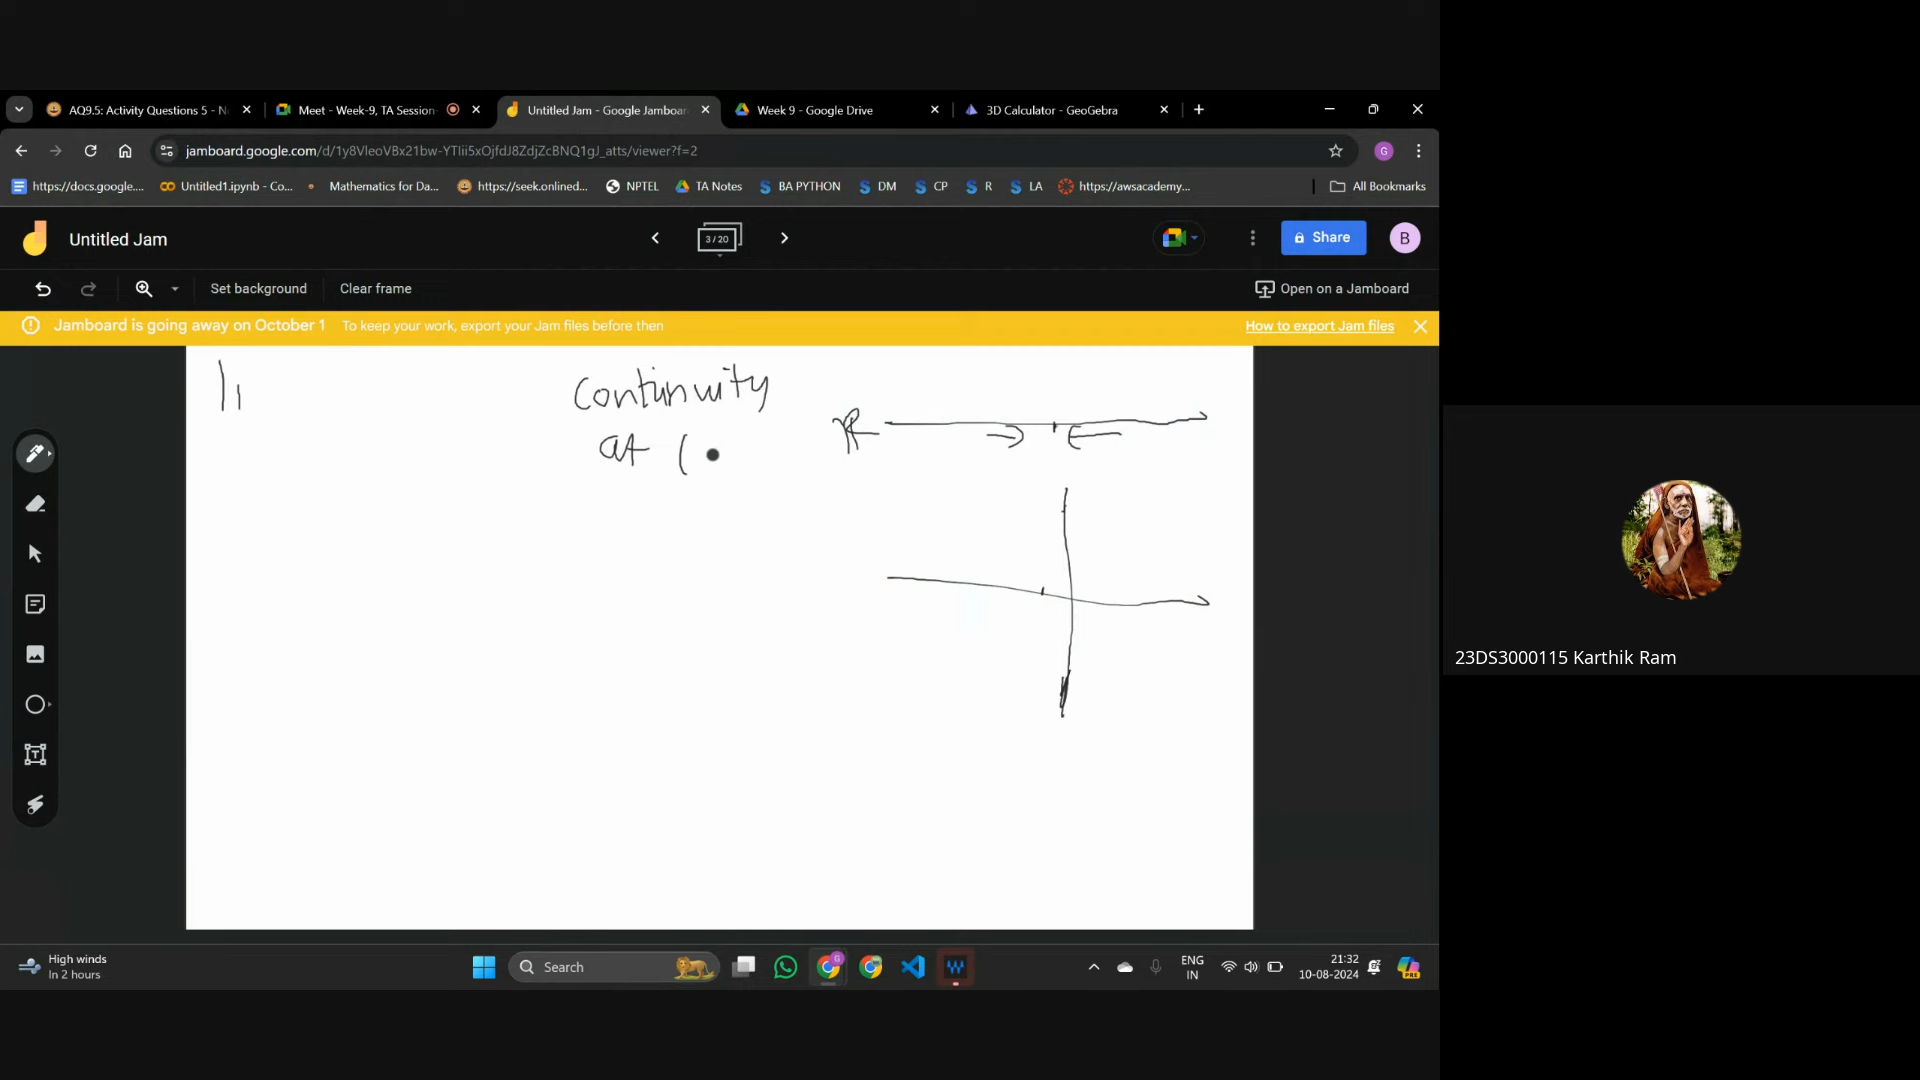 AQ9.5: Activity Questions 5 - N
Meet - Week-9, TA Session
Untitled Jam - Google Jamboar
Week 9 - Google Drive
3D Calculator - GeoGebra
jamboard.google.com/d/1y8VleoVBx21bw-YTIii5xOjfdJ8ZdjZcBNQ1gJ_atts/viewer?f=2
G
https://docs.google....
Untitled1.ipynb - Co...
Mathematics for Da...
https://seek.onlined...
NPTEL
TA Notes
BA PYTHON
DM
CP
R
LA
https://awsacademy...
All Bookmarks
Untitled Jam
3 / 20
Share
B
Set background
Clear frame
Open on a Jamboard
Jamboard is going away on October 1
To keep your work, export your Jam files before then
How to export Jam files
li
Continuity
at (
23DS3000115 Karthik Ram
High winds
In 2 hours
Search
ENG
IN
21:32
10-08-2024